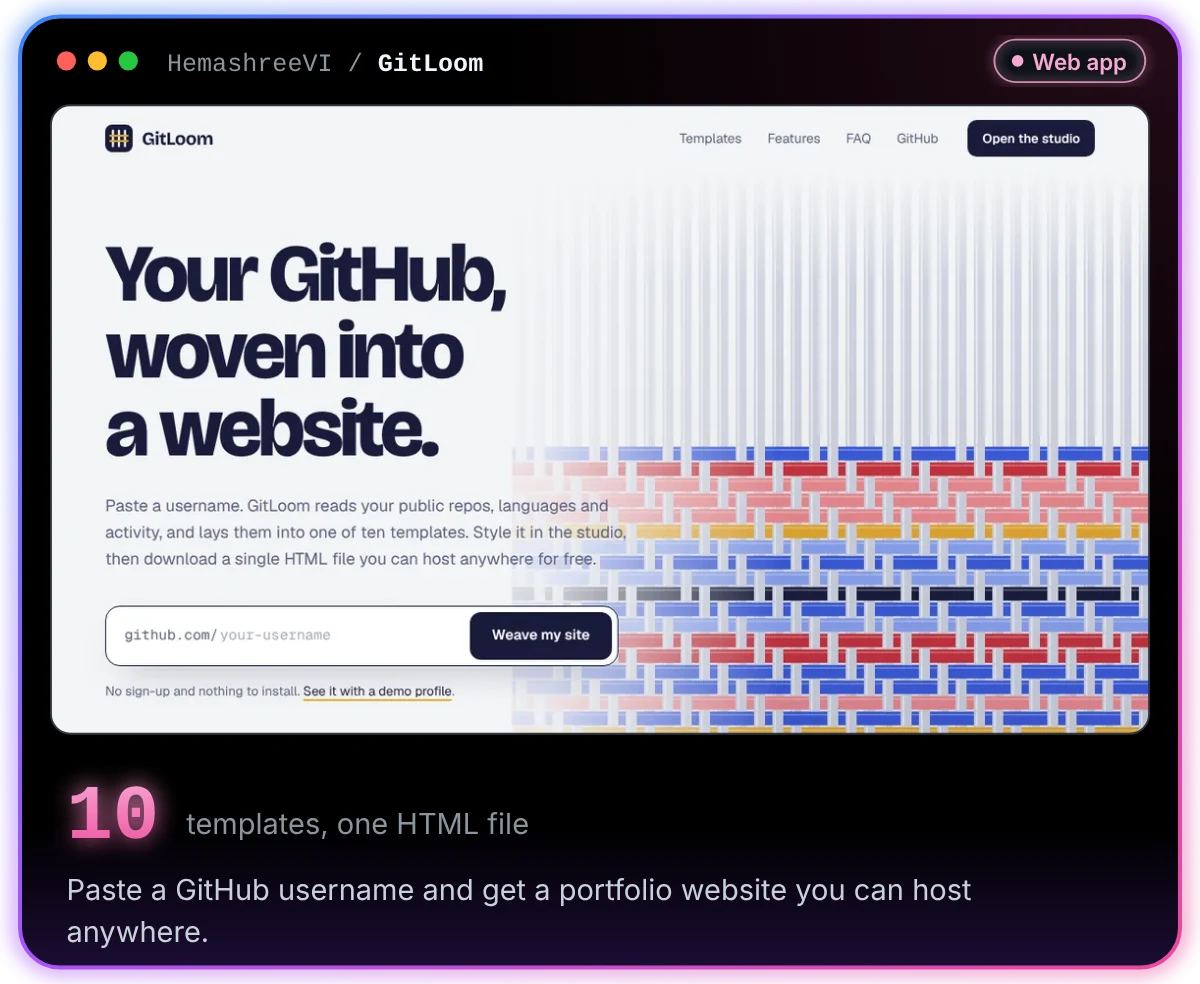 HemashreeVI / GitLoom
Web app
GitLoom
Templates
Features
FAQ
GitHub
Open the studio
Your GitHub,
woven into
a website.
Paste a username. GitLoom reads your public repos, languages and
activity, and lays them into one of ten templates. Style it in the studio,
then download a single HTML file you can host anywhere for free.
github.com/your-username
Weave my site
No sign-up and nothing to install. See it with a demo profile.
10 templates, one HTML file
Paste a GitHub username and get a portfolio website you can host
anywhere.